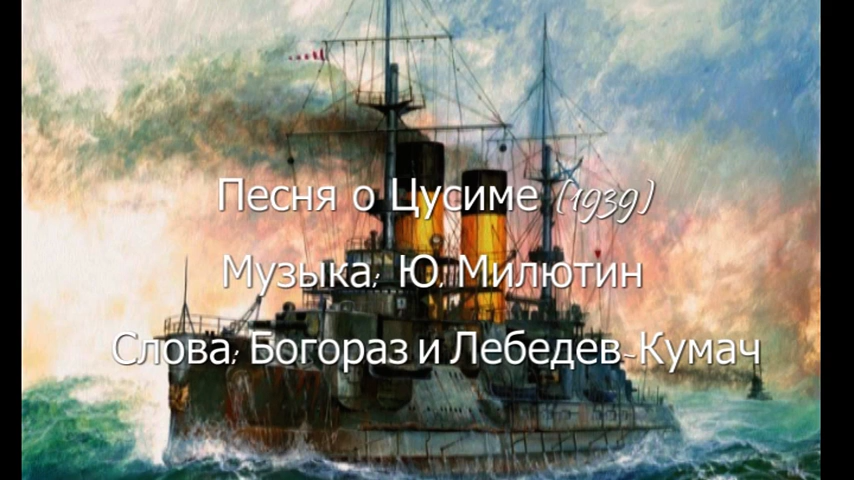 Песня о Цусиме (1939)
Музыка: Ю. Милютин
Слова: Богораз и Лебедев-Кумач